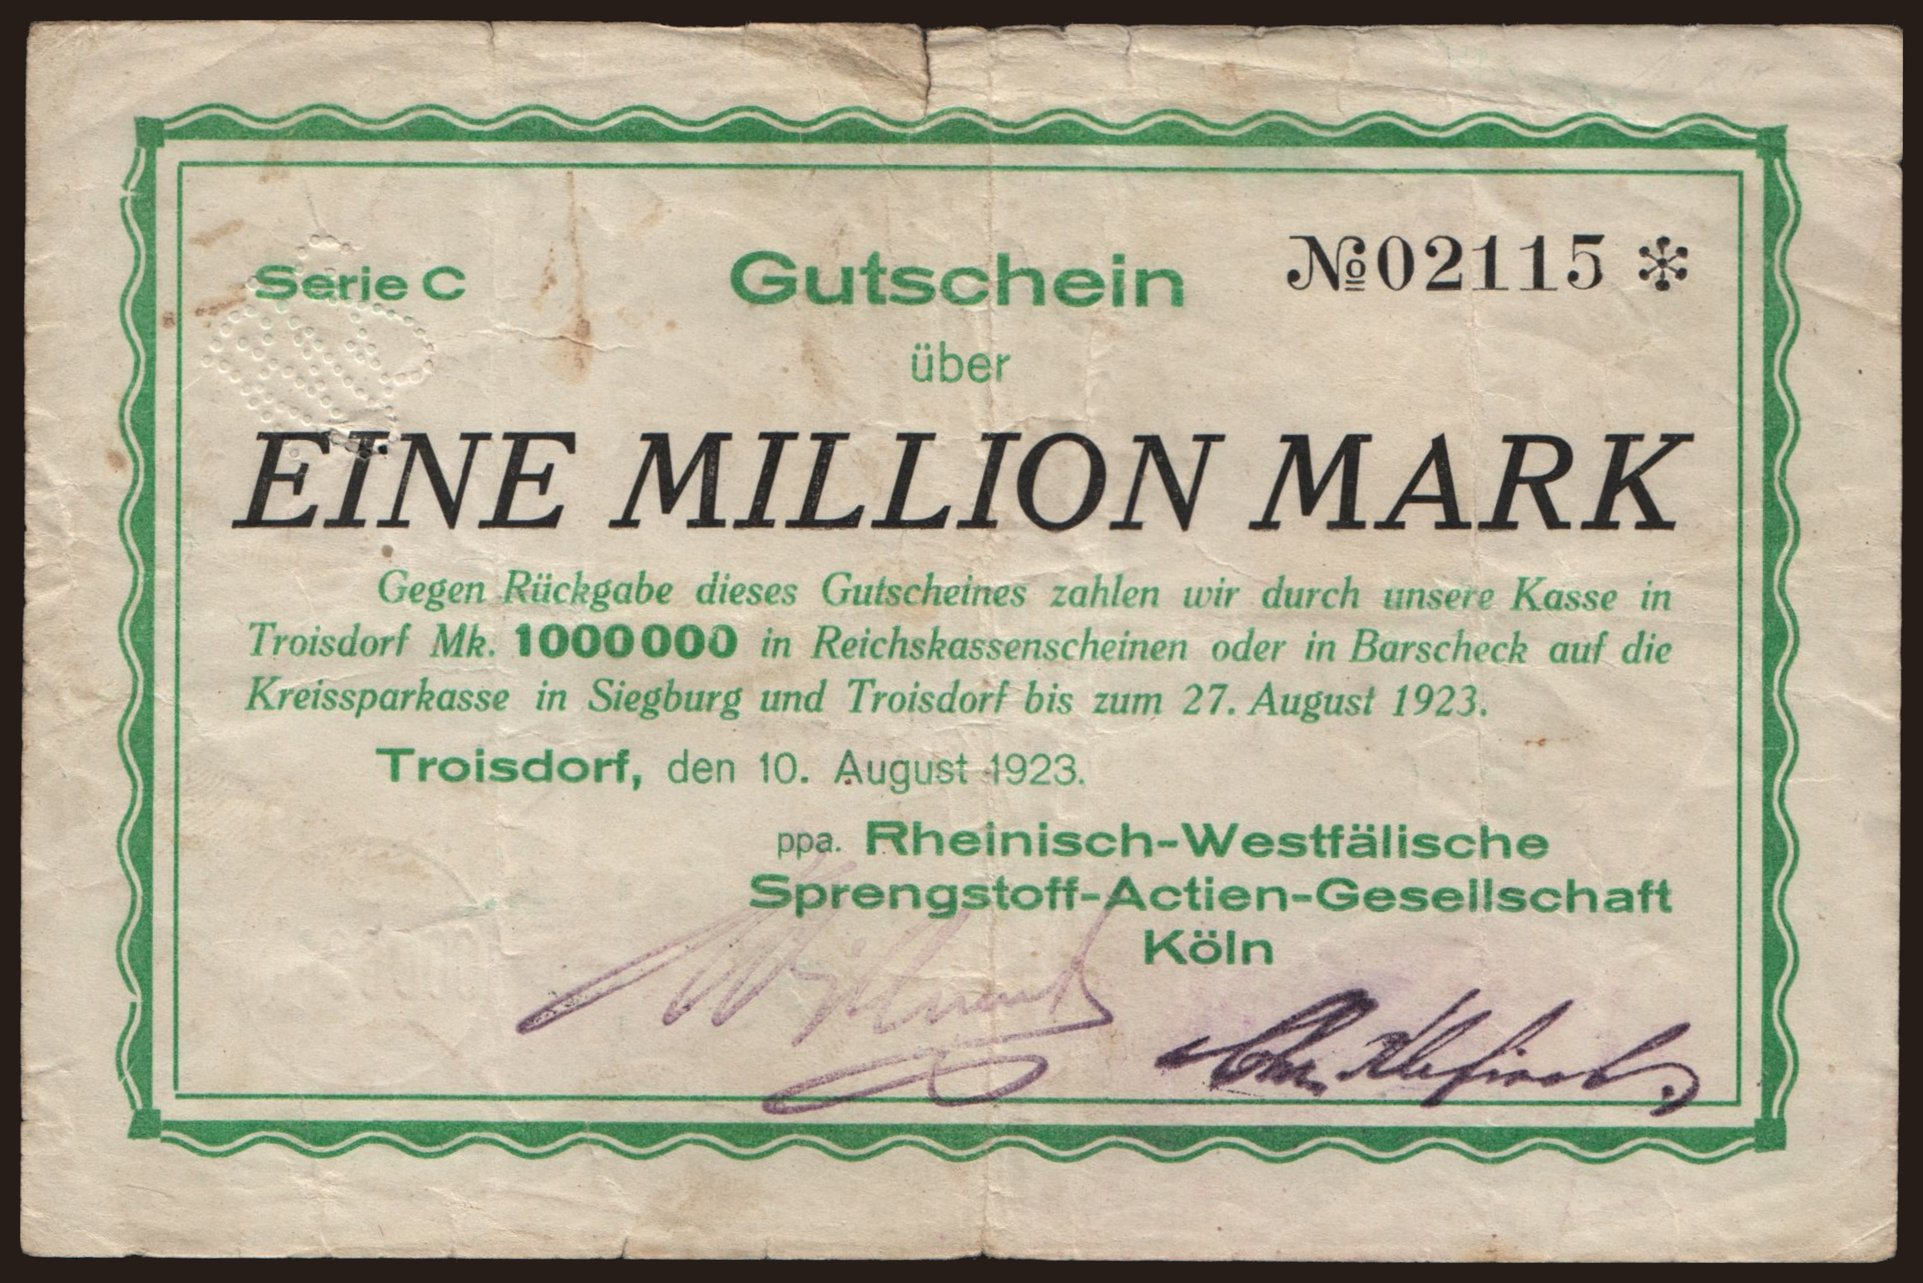 Serie C
Gutschein
№ 02115 *
über
EINE MILLION MARK
Gegen Rückgabe dieses Gutscheines zahlen wir durch unsere Kasse in
Troisdorf Mk. 1000000 in Reichskassenscheinen oder in Barscheck auf die
Kreissparkasse in Siegburg und Troisdorf bis zum 27. August 1923.
Troisdorf, den 10. August 1923.
ppa. Rheinisch-Westfälische
Sprengstoff-Actien-Gesellschaft
Köln